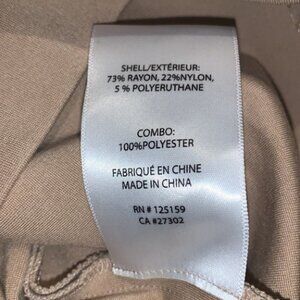 SHELL/EXTÉRIEUR:
73% RAYON, 22%NYLON,
5 % POLYERUTHANE
COMBO:
100%POLYESTER
FABRIQUÉ EN CHINE
MADE IN CHINA
RN # 125159
CA #27302